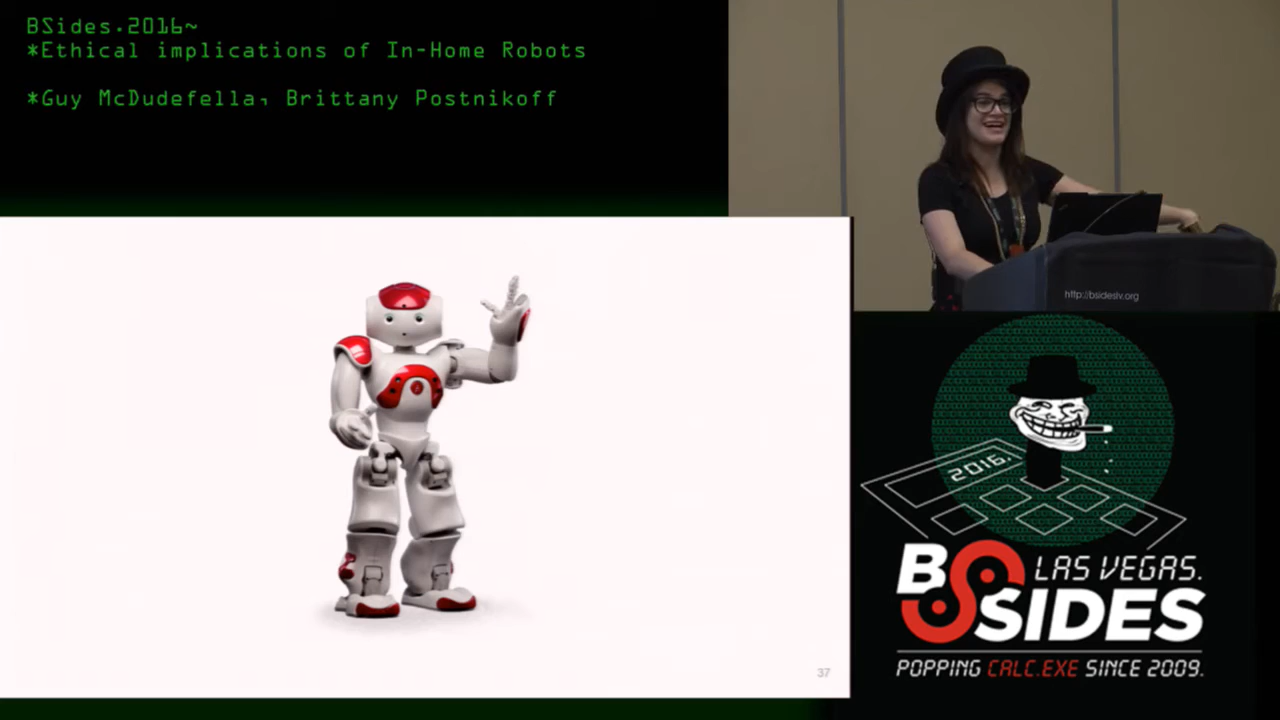 BSides.2016~
*Ethical implications of In-Home Robots
*Guy McDudefella, Brittany Postnikoff
http://bsideslv.org
2016.
37
BSIDES
LAS VEGAS.
POPPING CALC.EXE SINCE 2009.